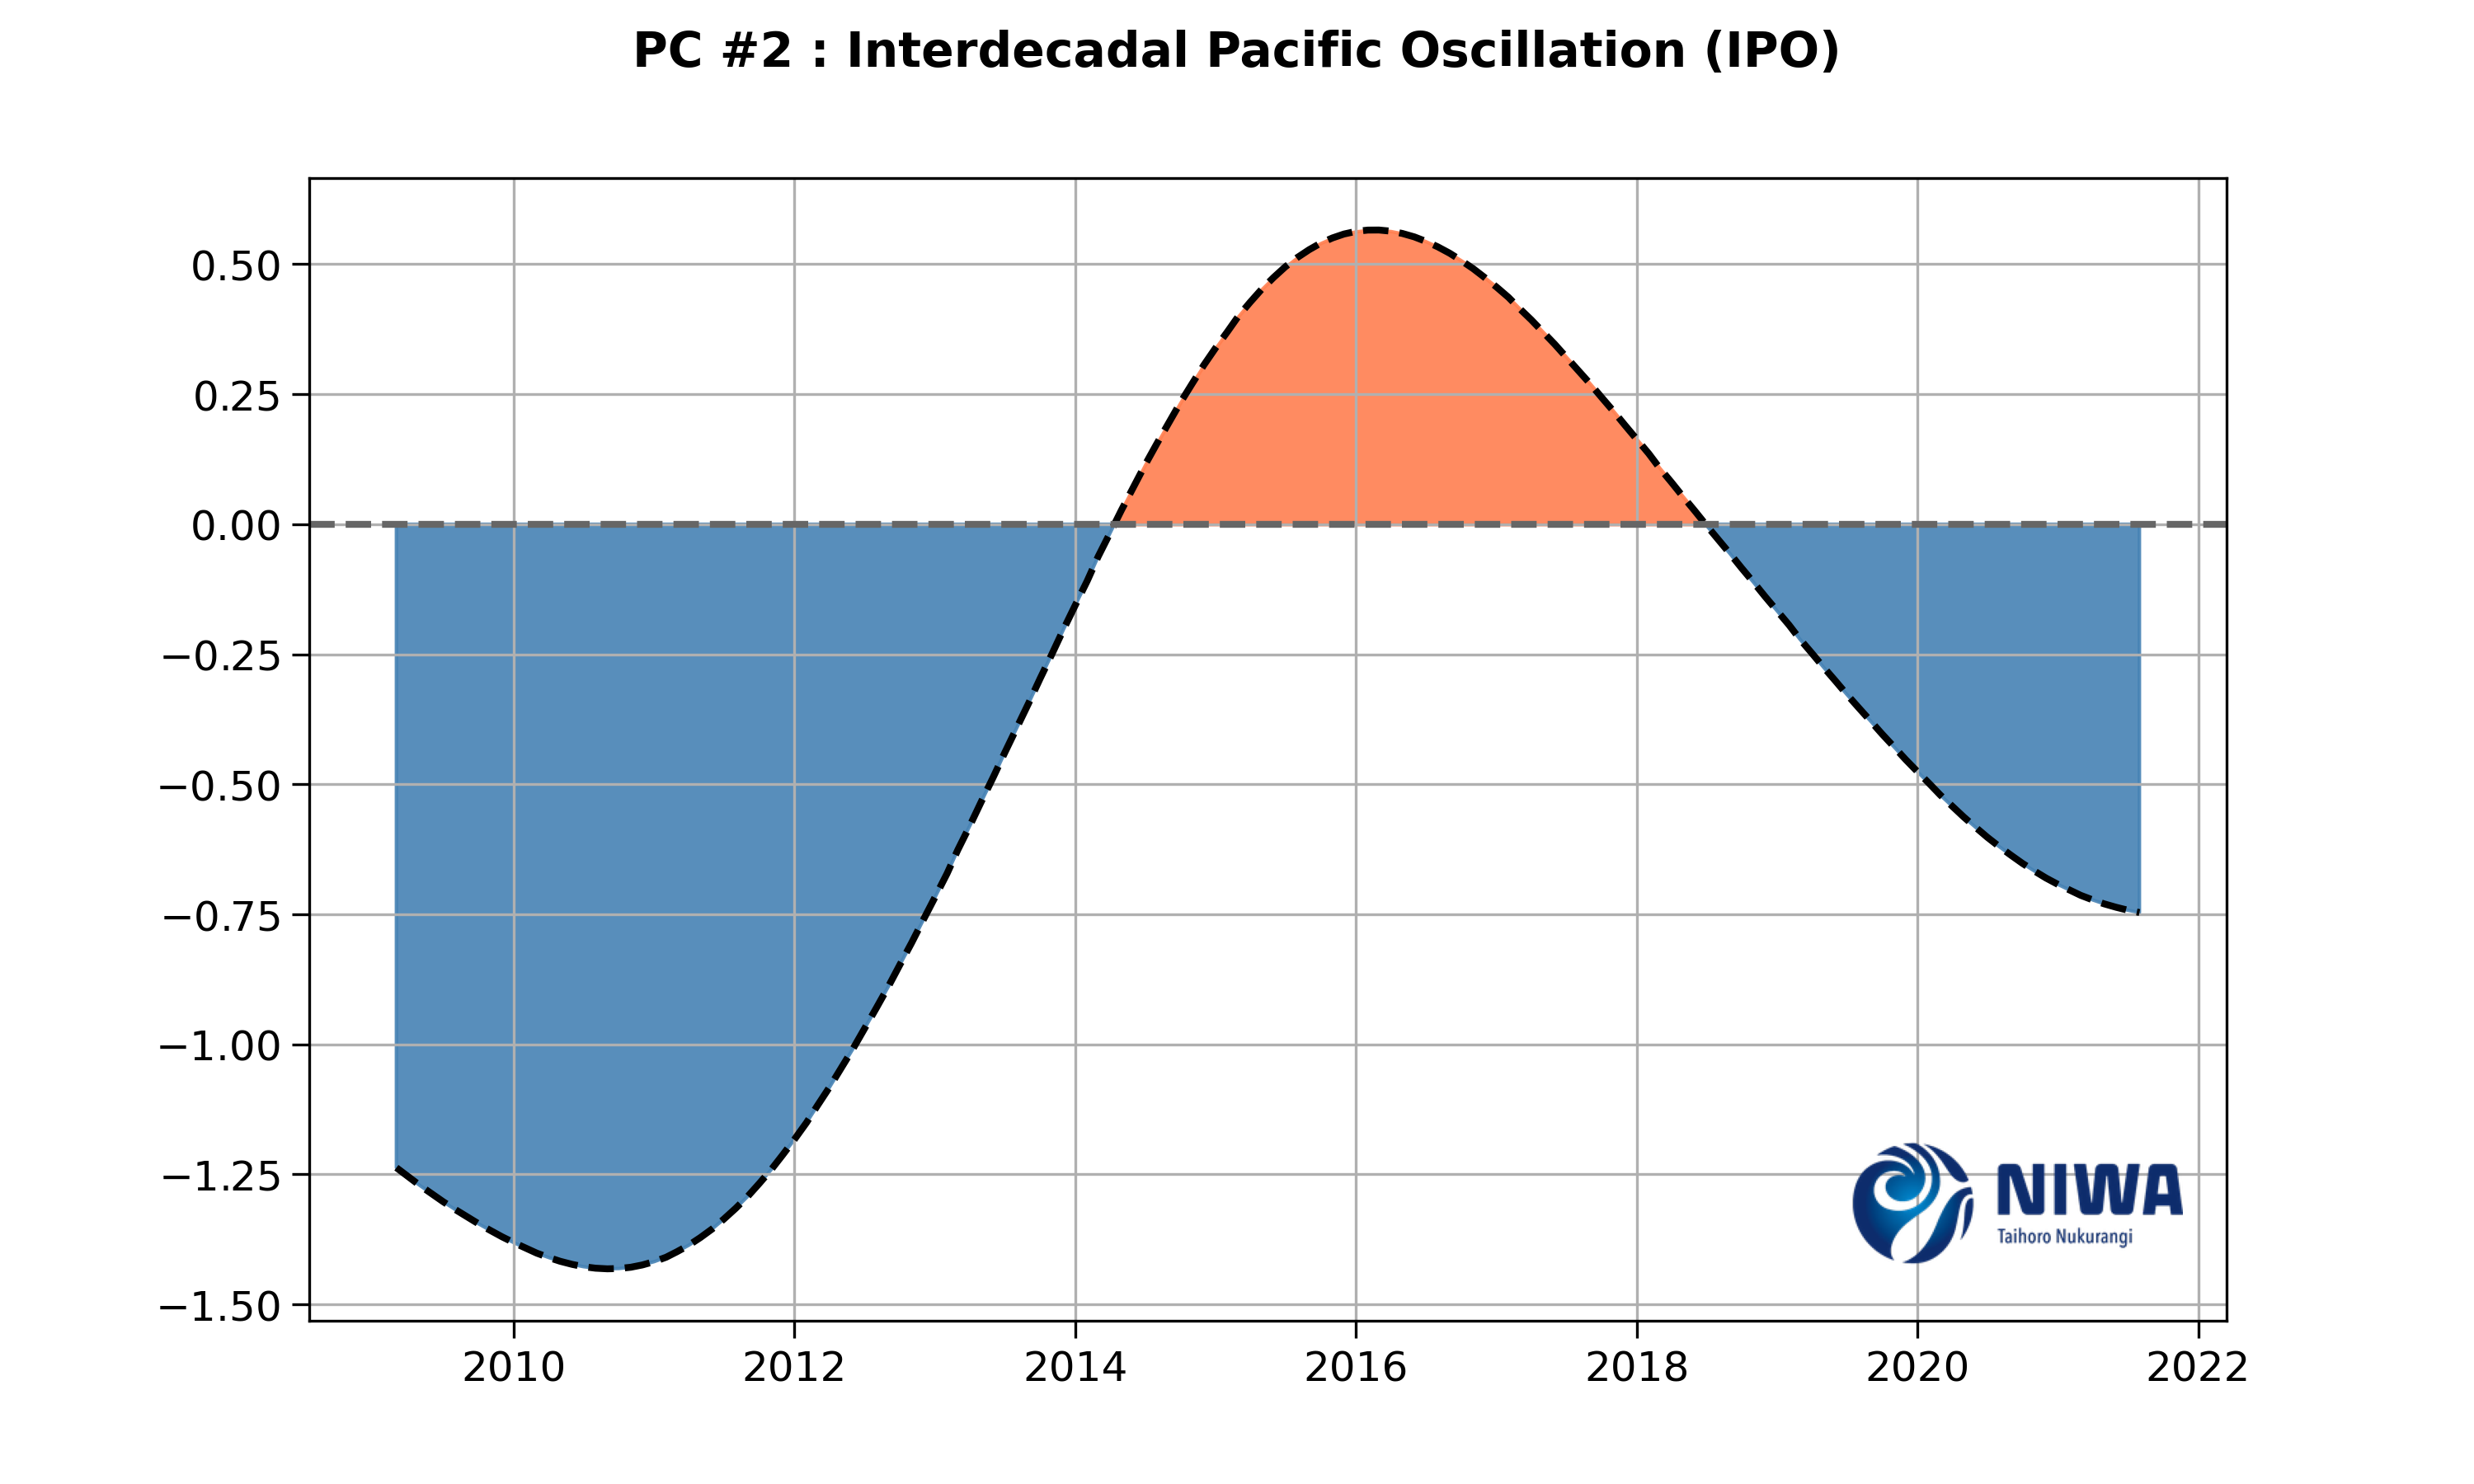 PC #2 : Interdecadal Pacific Oscillation (IPO)
0.50
0.25
0.00
−0.25
−0.50
−0.75
−1.00
−1.25
−1.50
NIWA
Taihoro Nukurangi
2010 2012 2014 2016 2018 2020 2022